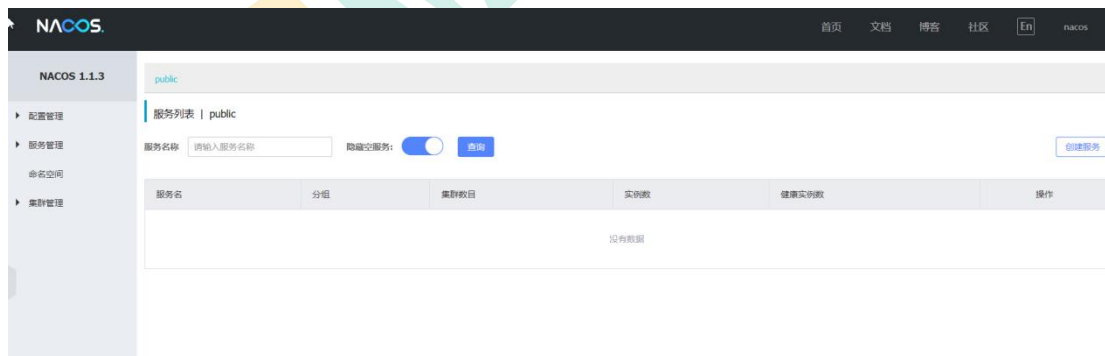 NACOS.
首页 文档 博客 社区 En nacos
NACOS 1.1.3
public
配置管理
服务列表 | public
服务管理
服务名称 请输入服务名称 隐藏空服务: 查询 创建服务
命名空间
服务名 分组 集群数目 实例数 健康实例数 操作
集群管理
没有数据